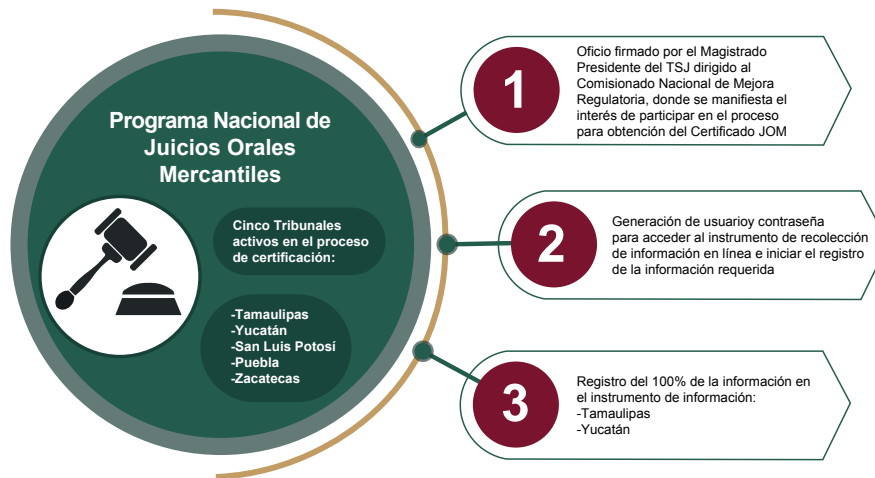 Programa Nacional de
Juicios Orales
Mercantiles
Cinco Tribunales
activos en el proceso
de certificación:
-Tamaulipas
-Yucatán
-San Luis Potosí
-Puebla
-Zacatecas
1
Oficio firmado por el Magistrado
Presidente del TSJ dirigido al
Comisionado Nacional de Mejora
Regulatoria, donde se manifiesta el
interés de participar en el proceso
para obtención del Certificado JOM
2
Generación de usuarioy contraseña
para acceder al instrumento de recolección
de información en línea e iniciar el registro
de la información requerida
3
Registro del 100% de la información en
el instrumento de información:
-Tamaulipas
-Yucatán